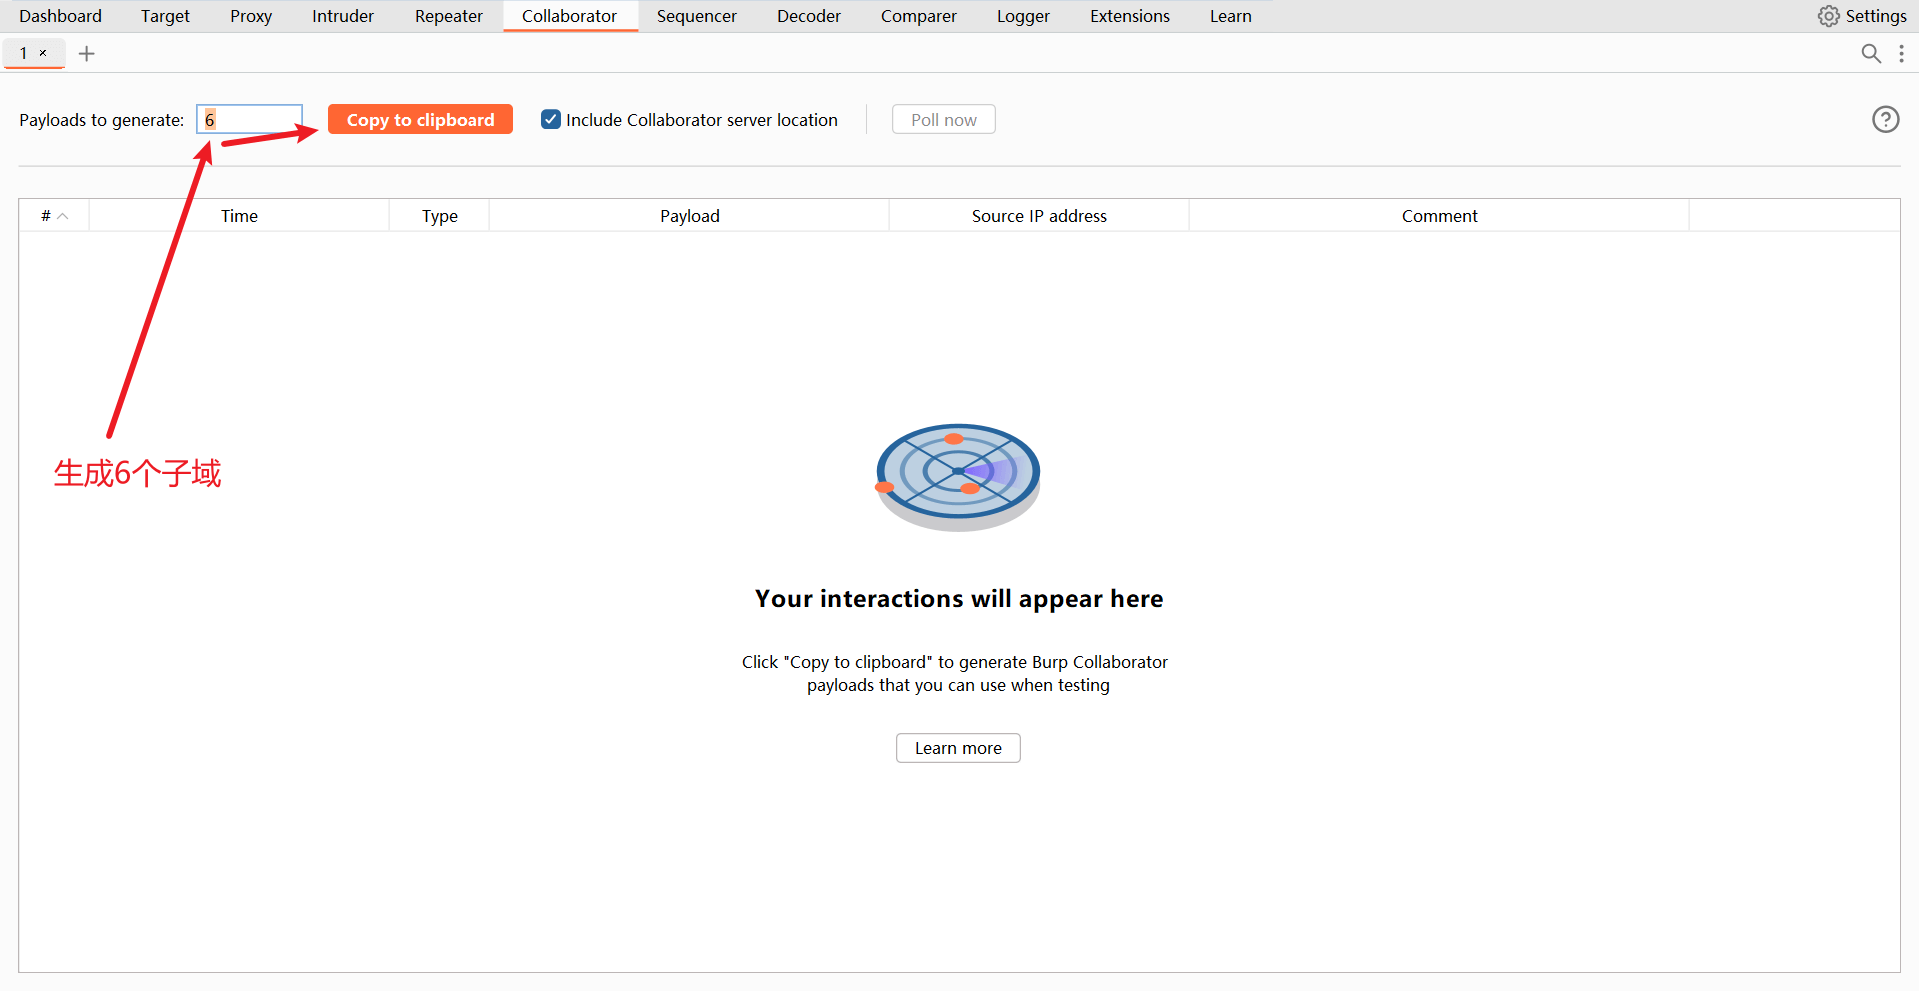 Dashboard Target Proxy Intruder Repeater Collaborator Sequencer Decoder Comparer Logger Extensions Learn Settings
1 ×
Payloads to generate: 6 Copy to clipboard Include Collaborator server location Poll now
# Time Type Payload Source IP address Comment
生成6个子域
Your interactions will appear here
Click "Copy to clipboard" to generate Burp Collaborator
payloads that you can use when testing
Learn more